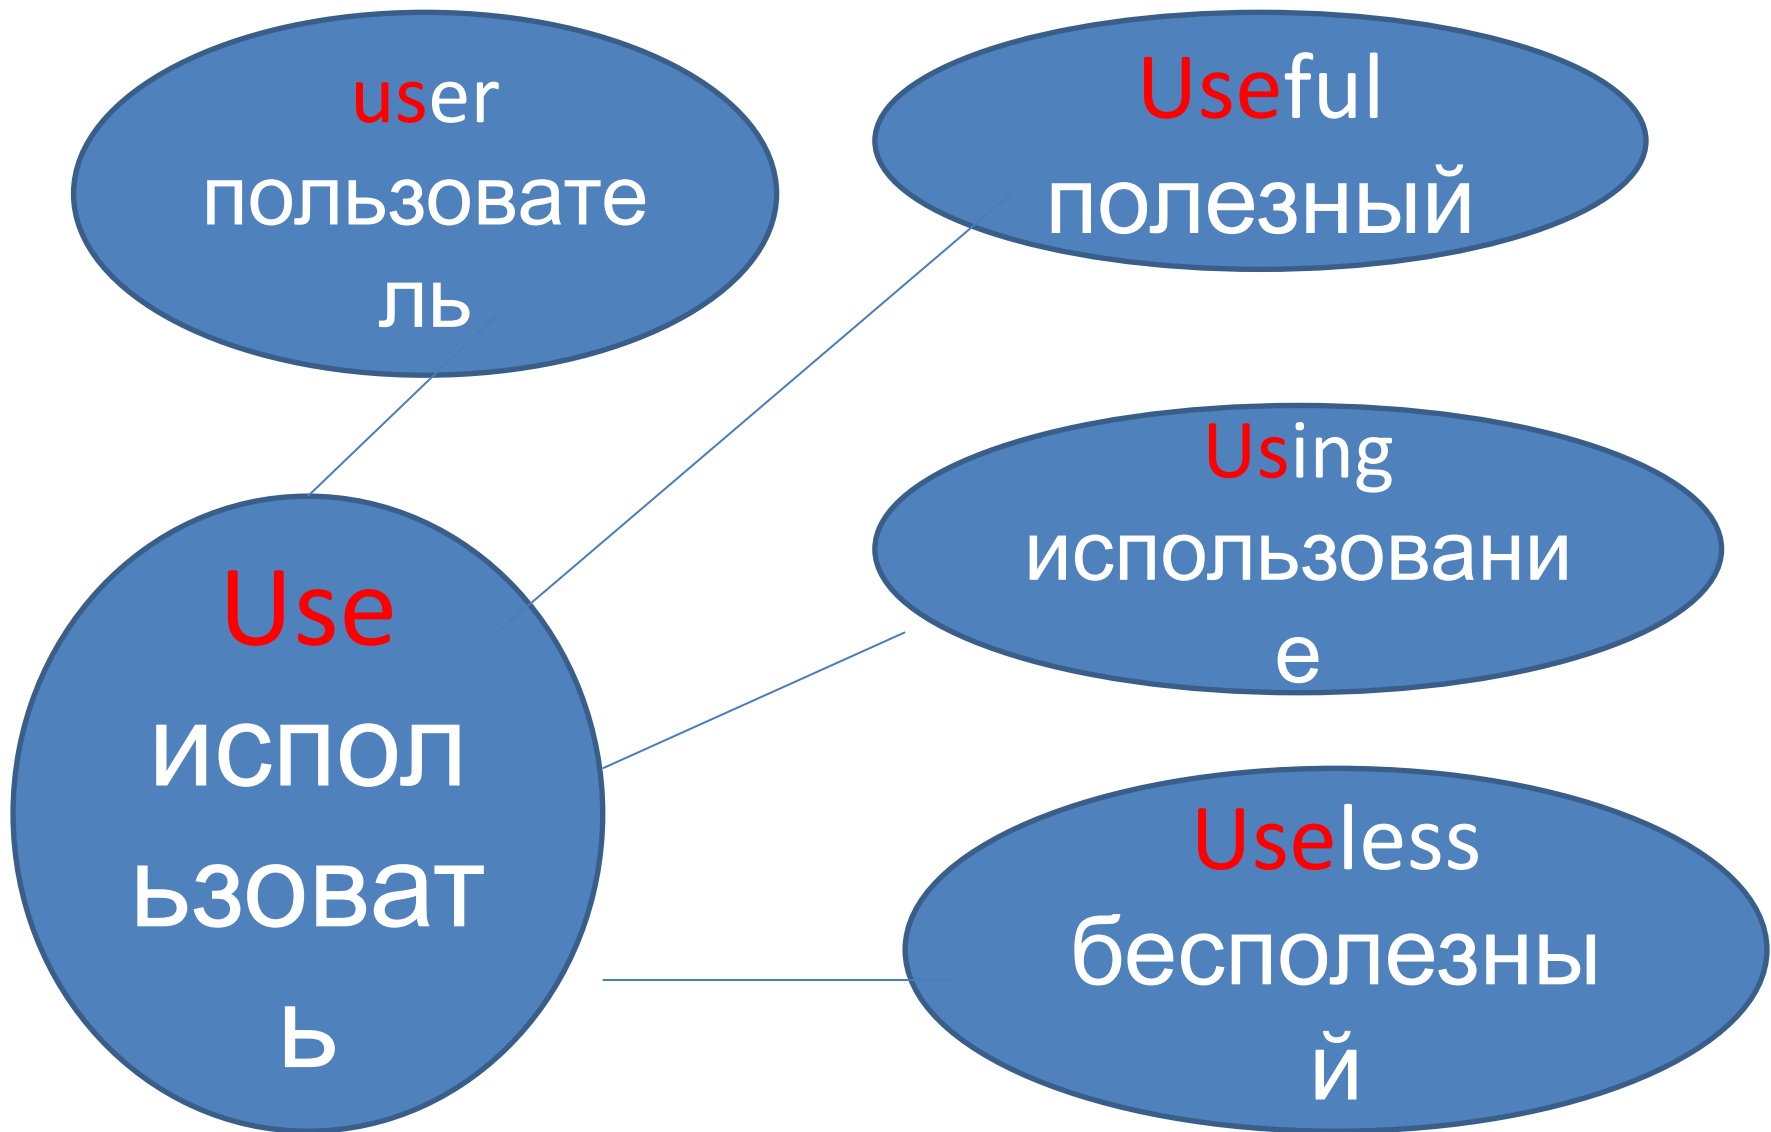 user
пользовате
ль
Useful
полезный
Using
использовани
е
Use
испол
ьзоват
ь
Useless
бесполезны
й